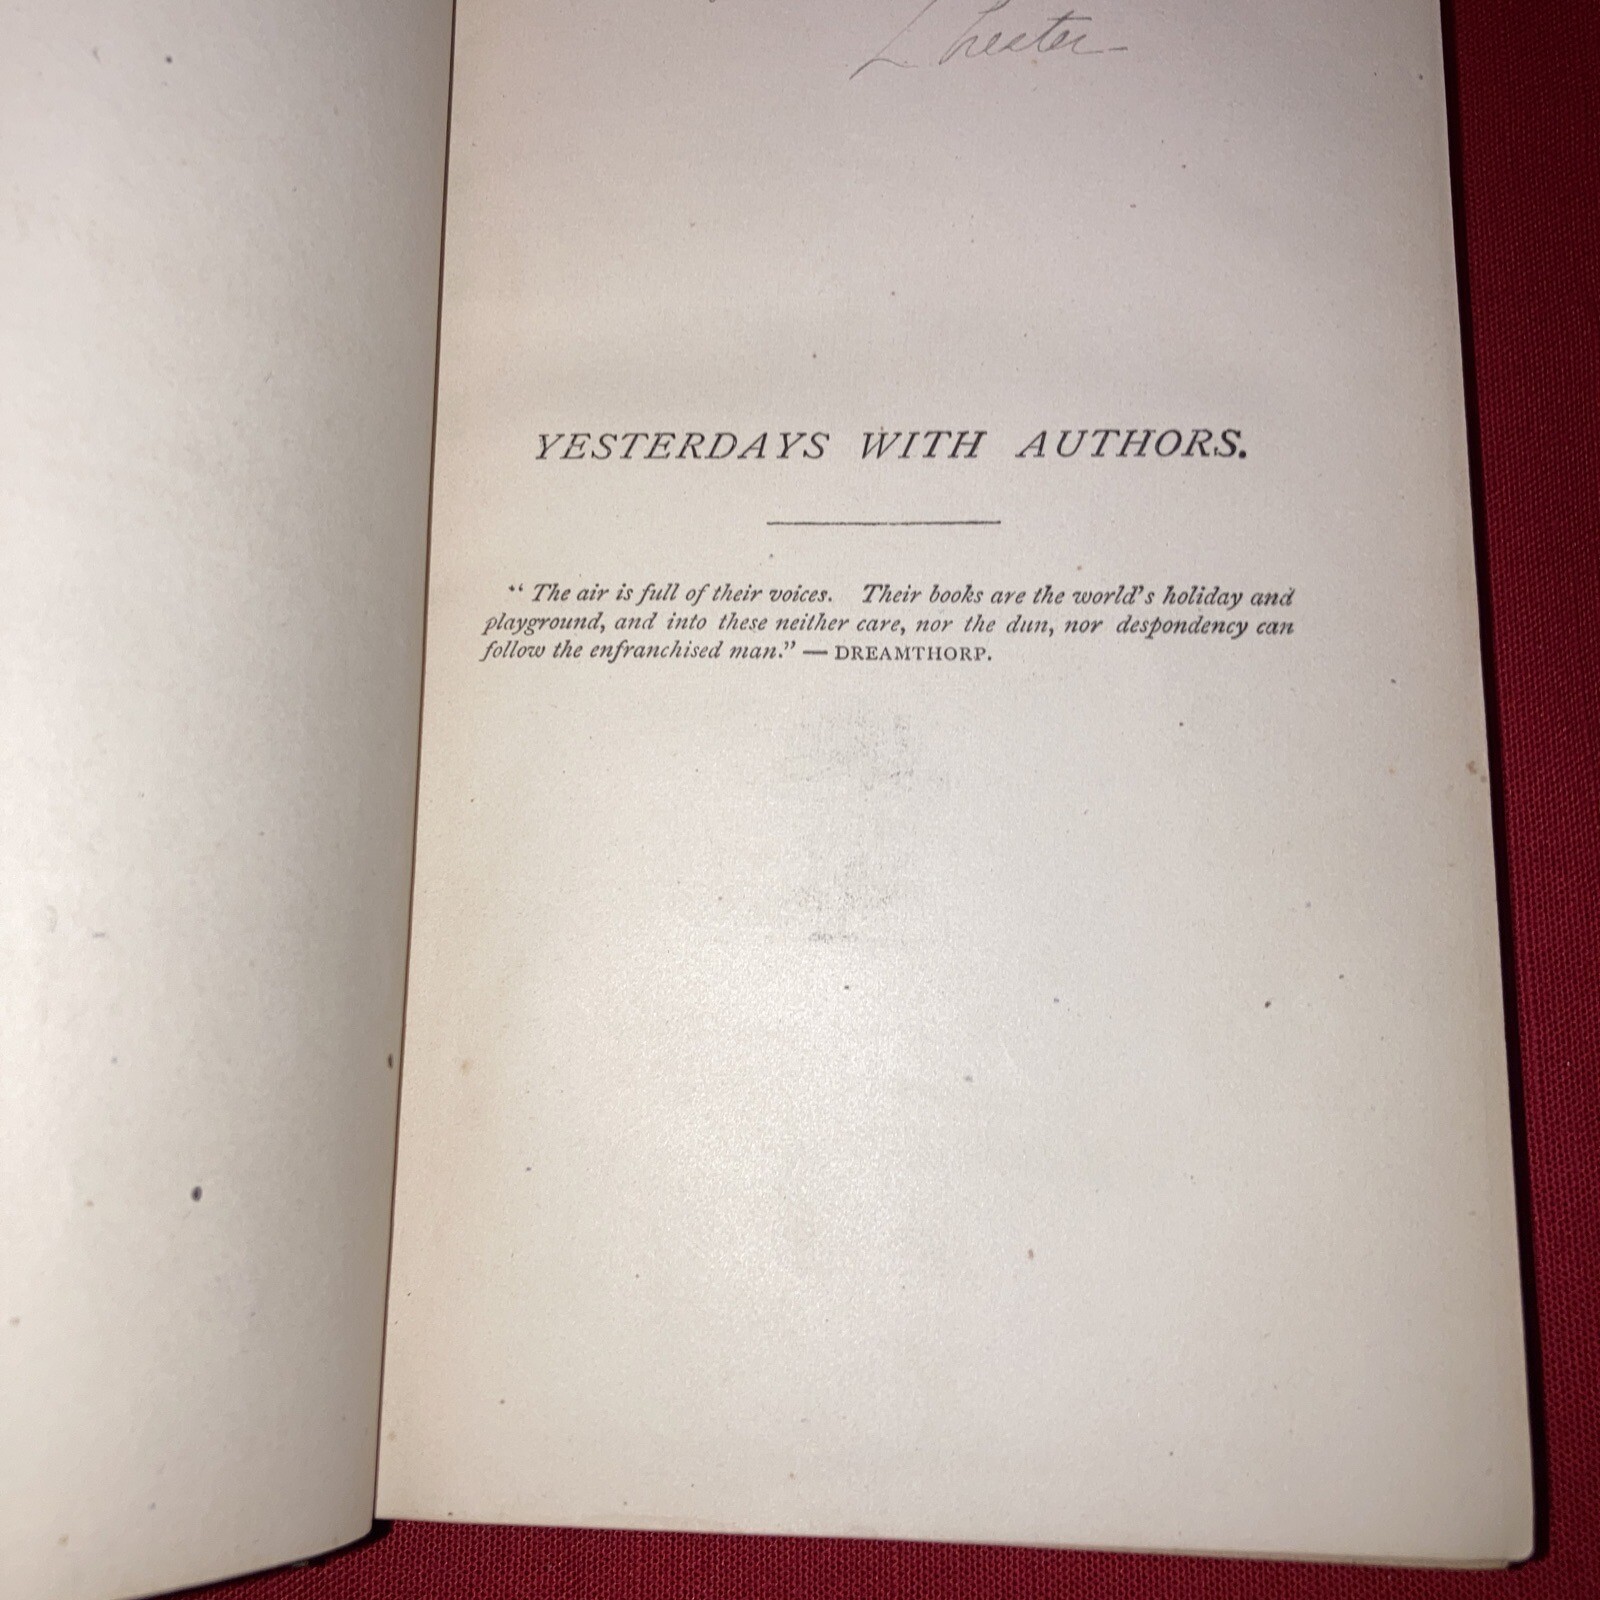 Chester
YESTERDAYS WITH AUTHORS.
“ The air is full of their voices. Their books are the world's holiday and
playground, and into these neither care, nor the dun, nor despondency can
follow the enfranchised man.” — DREAMTHORP.